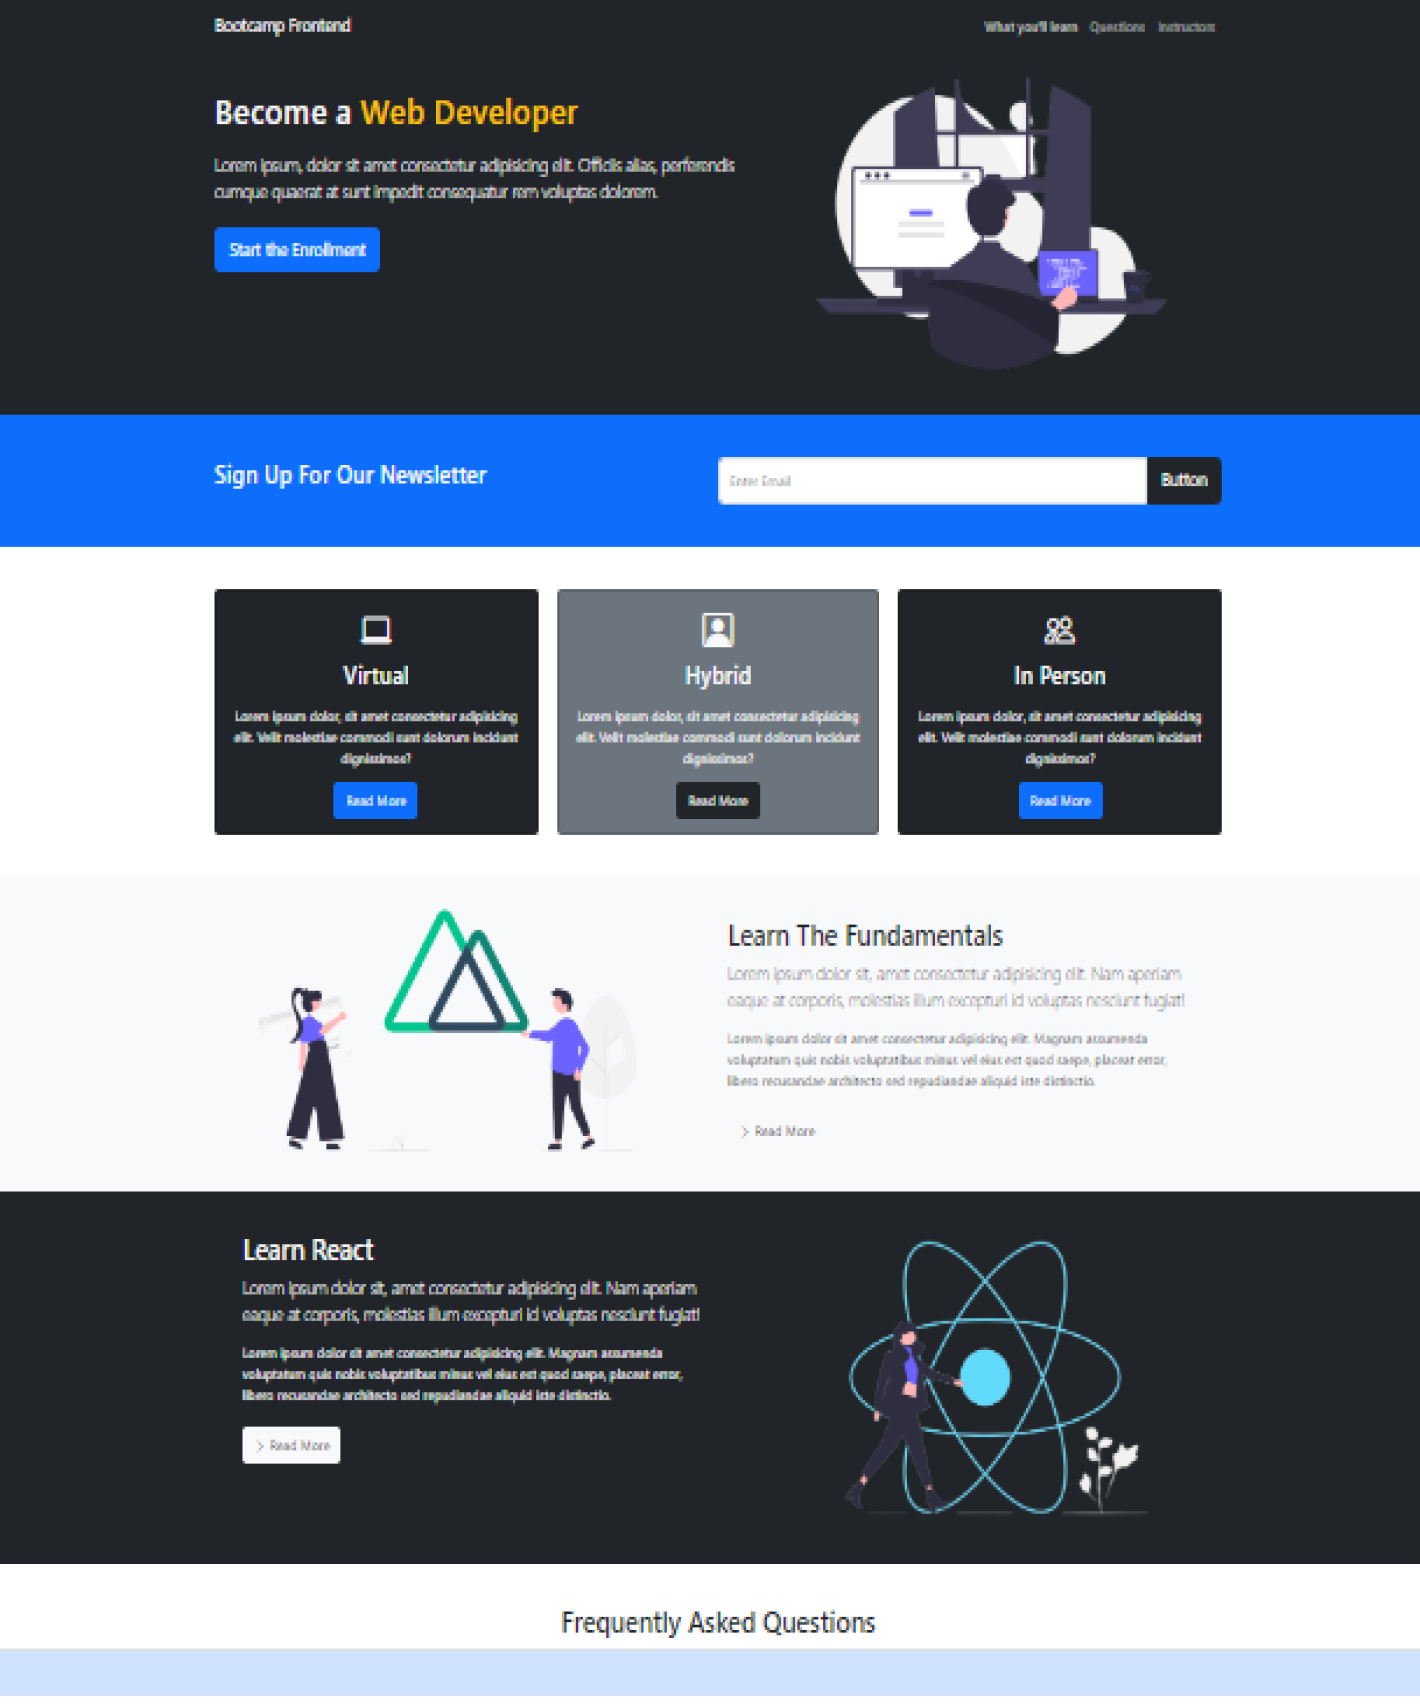 Bootcamp Frontend
What you'll learn Questions Instructors
Become a Web Developer
Lorem ipsum, dolor sit amet consectetur adipisicing elit. Officiis alias, perferendis
cumque quaerat at sunt impedit consequatur rem voluptas dolorem.
Start the Enrollment
Sign Up For Our Newsletter
Enter Email
Button
Virtual
Lorem ipsum dolor, sit amet consectetur adipisicing
elit. Velit molestiae commodi sunt dolorum incidunt
dignissimos?
Read More
Hybrid
Lorem ipsum dolor, sit amet consectetur adipisicing
elit. Velit molestiae commodi sunt dolorum incidunt
dignissimos?
Read More
In Person
Lorem ipsum dolor, sit amet consectetur adipisicing
elit. Velit molestiae commodi sunt dolorum incidunt
dignissimos?
Read More
Learn The Fundamentals
Lorem ipsum dolor sit, amet consectetur adipisicing elit. Nam aperiam
eaque at corporis, molestias illum excepturi id voluptas nesciunt fugiat!
Lorem ipsum dolor sit amet consectetur adipisicing elit. Magnam assumenda
voluptatum quis nobis voluptatibus minus vel eius est quod saepe, placeat error,
libero recusandae architecto sed repudiandae aliquid iste distinctio.
> Read More
Learn React
Lorem ipsum dolor sit, amet consectetur adipisicing elit. Nam aperiam
eaque at corporis, molestias illum excepturi id voluptas nesciunt fugiat!
Lorem ipsum dolor sit amet consectetur adipisicing elit. Magnam assumenda
voluptatum quis nobis voluptatibus minus vel eius est quod saepe, placeat error,
libero recusandae architecto sed repudiandae aliquid iste distinctio.
> Read More
Frequently Asked Questions